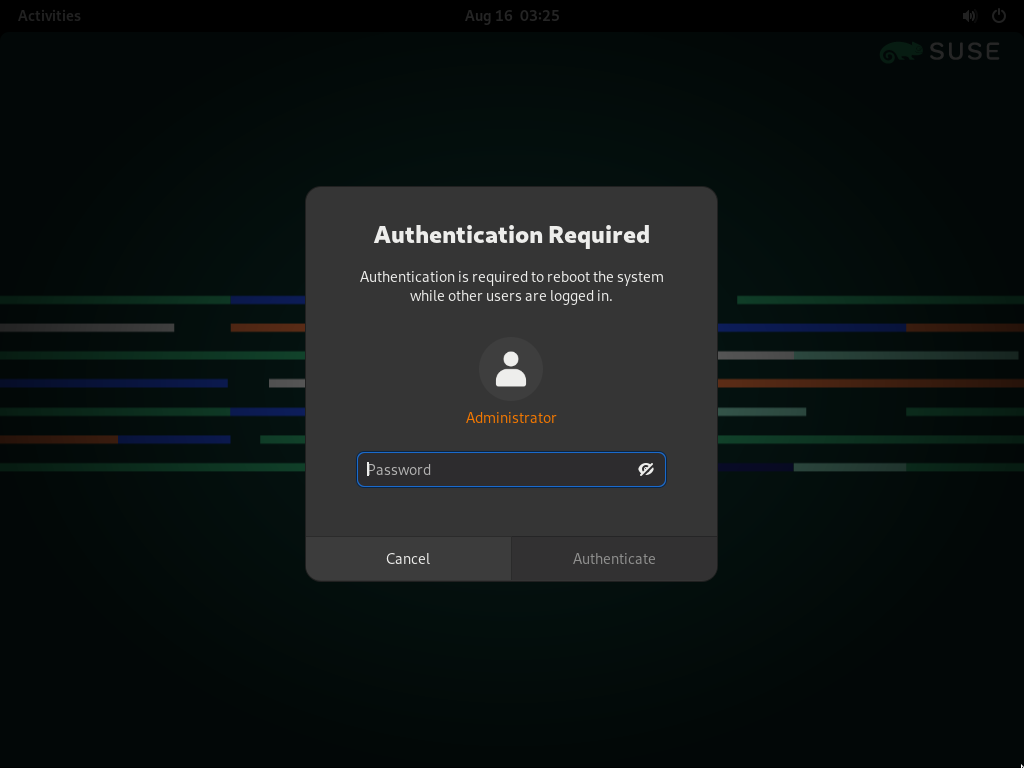 Activities
Aug 16 03:25
SUSE
Authentication Required
Authentication is required to reboot the system
while other users are logged in.
Administrator
Password
Cancel
Authenticate